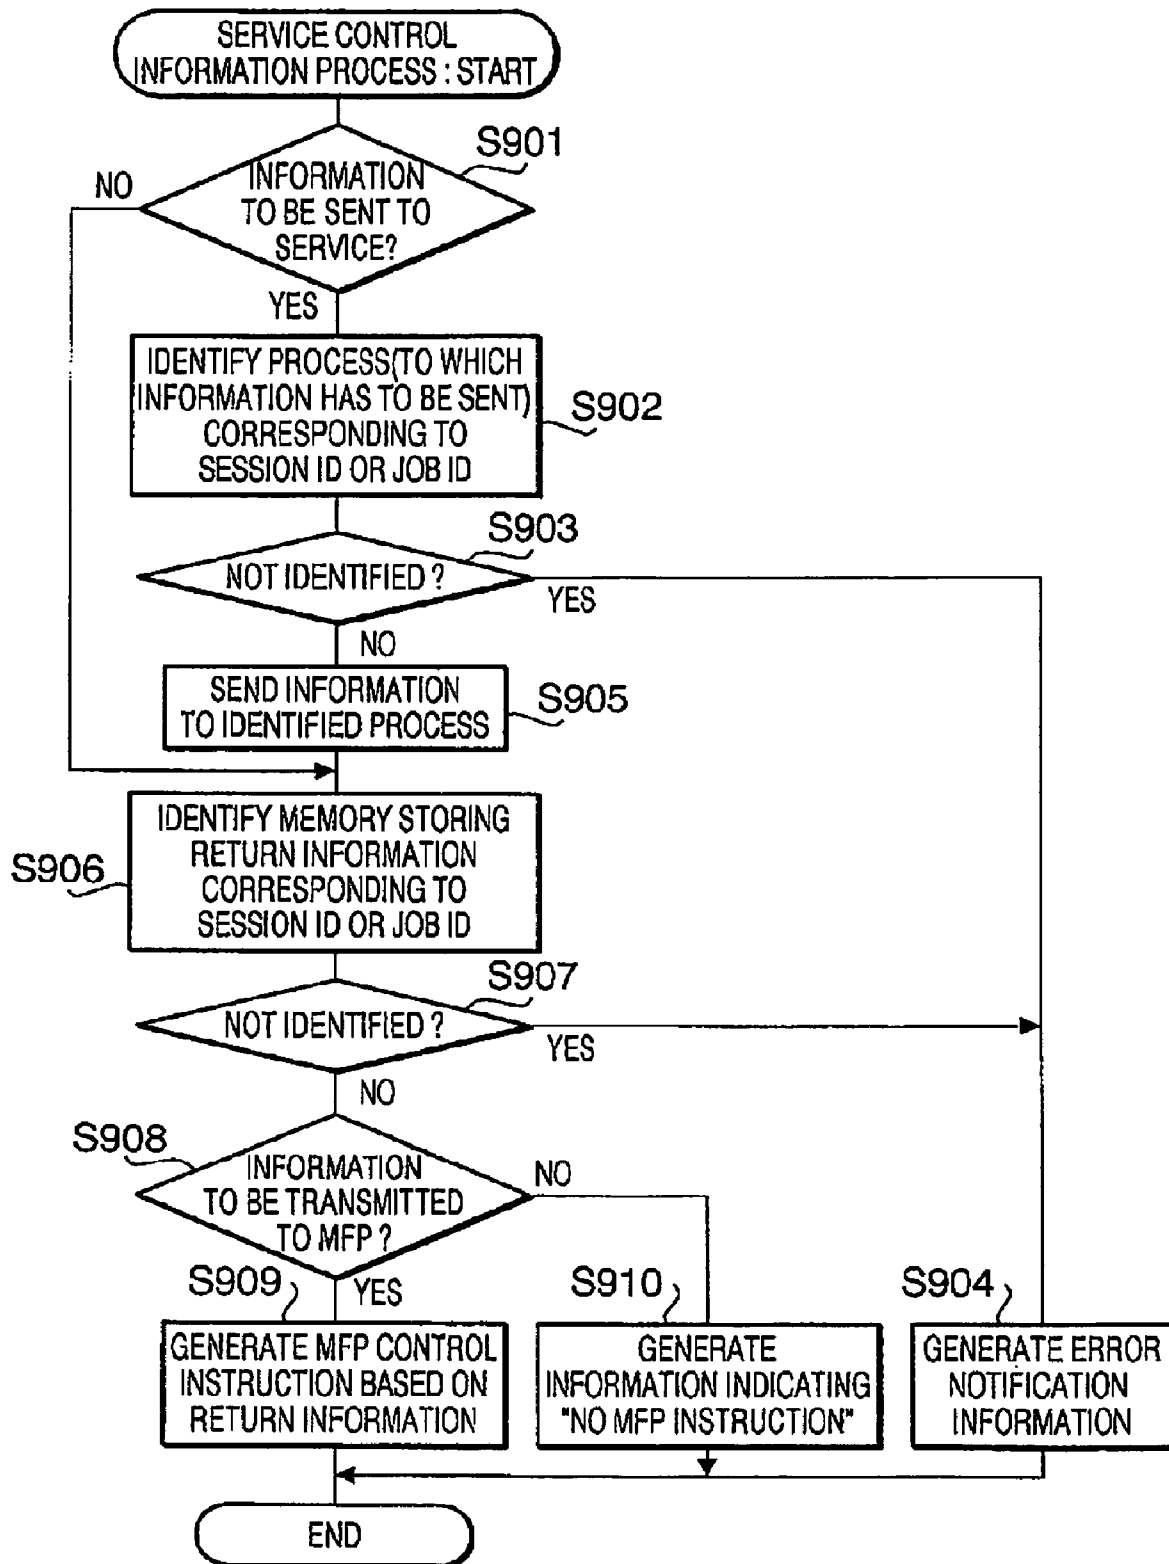 SERVICE CONTROL
INFORMATION PROCESS : START
S901
INFORMATION
TO BE SENT TO
SERVICE?
NO
YES
IDENTIFY PROCESS(TO WHICH
INFORMATION HAS TO BE SENT)
CORRESPONDING TO
SESSION ID OR JOB ID
S902
S903
NOT IDENTIFIED ?
YES
NO
SEND INFORMATION
TO IDENTIFIED PROCESS
S905
IDENTIFY MEMORY STORING
RETURN INFORMATION
CORRESPONDING TO
SESSION ID OR JOB ID
S906
S907
NOT IDENTIFIED ?
YES
NO
S908
INFORMATION
TO BE TRANSMITTED
TO MFP ?
NO
YES
S909
GENERATE MFP CONTROL
INSTRUCTION BASED ON
RETURN INFORMATION
S910
GENERATE
INFORMATION INDICATING
"NO MFP INSTRUCTION"
S904
GENERATE ERROR
NOTIFICATION
INFORMATION
END